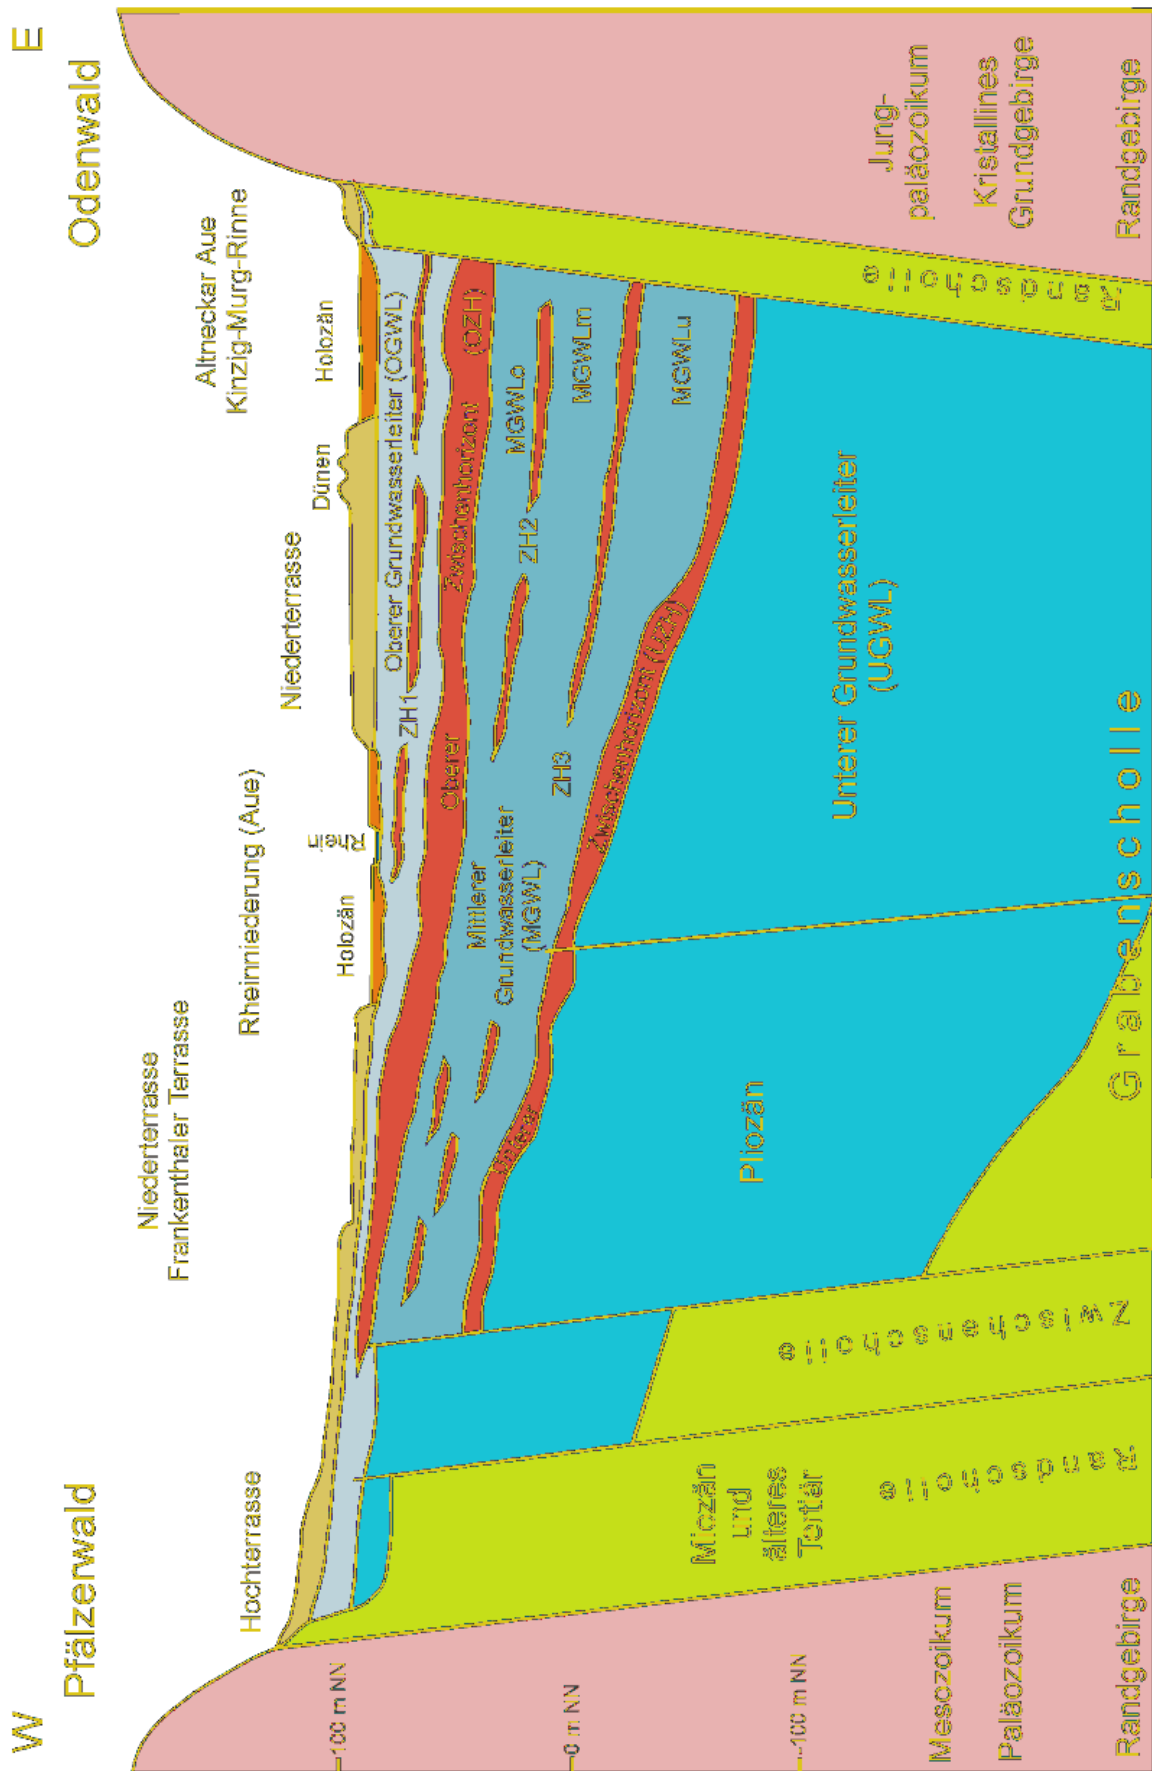 W
E
Pfälzerwald
Odenwald
Niederterrasse
Frankenthaler Terrasse
Altneckar Aue
Kinzig-Murg-Rinne
Hochterrasse
Rheinniederung (Aue)
Niederterrasse
Dünen
Holozän
Holozän
Rhein
100 m NN
0 m NN
-100 m NN
ZH1
Oberer Grundwasserleiter (OGWL)
Oberer
Zwischenhorizont
(OZH)
Mittlerer
Grundwasserleiter
(MGWL)
ZH2
MGWLo
ZH3
MGWLm
MGWLu
Unterer
Zwischenhorizont (UZH)
Pliozän
Unterer Grundwasserleiter
(UGWL)
Miozän
und
älteres
Tertiär
Jung-
paläozoikum
Kristallines
Grundgebirge
Mesozoikum
Paläozoikum
Randgebirge
Randscholle
Zwischenscholle
Grabenscholle
Randscholle
Randgebirge